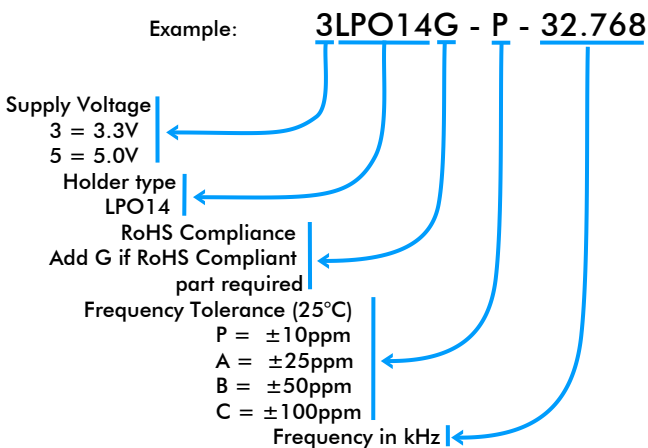 Example: 3LPO14G - P - 32.768
Supply Voltage
3 = 3.3V
5 = 5.0V
Holder type
LPO14
RoHS Compliance
Add G if RoHS Compliant
part required
Frequency Tolerance (25°C)
P = ±10ppm
A = ±25ppm
B = ±50ppm
C = ±100ppm
Frequency in kHz